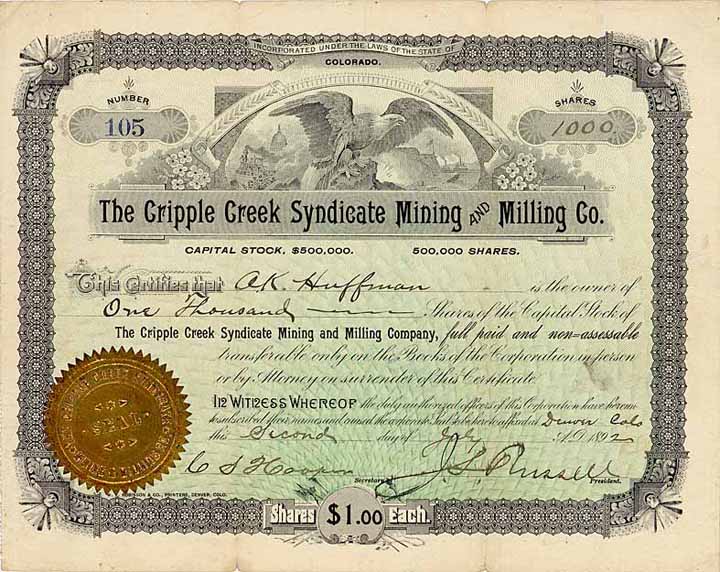 INCORPORATED UNDER THE LAWS OF THE STATE OF
COLORADO.
NUMBER
105
SHARES
1000
The Cripple Creek Syndicate Mining AND Milling Co.
CAPITAL STOCK, $500,000. 500,000 SHARES.
This Certifies that A.K. Huffman is the owner of
One Thousand Shares of the Capital Stock of
The Cripple Creek Syndicate Mining and Milling Company, full paid and non-assessable
transferable only on the Books of the Corporation in person
or by Attorney on surrender of this Certificate.
IN WITNESS WHEREOF the duly authorized officers of this Corporation have hereunto
subscribed their names and caused the corporate Seal to be hereto affixed in Denver Colo
this Second day of July A.D. 1892
SEAL
C S Hooper Secretary J.L. Russell President.
& CO., PRINTERS, DENVER, COLO.
Shares $1.00 Each.